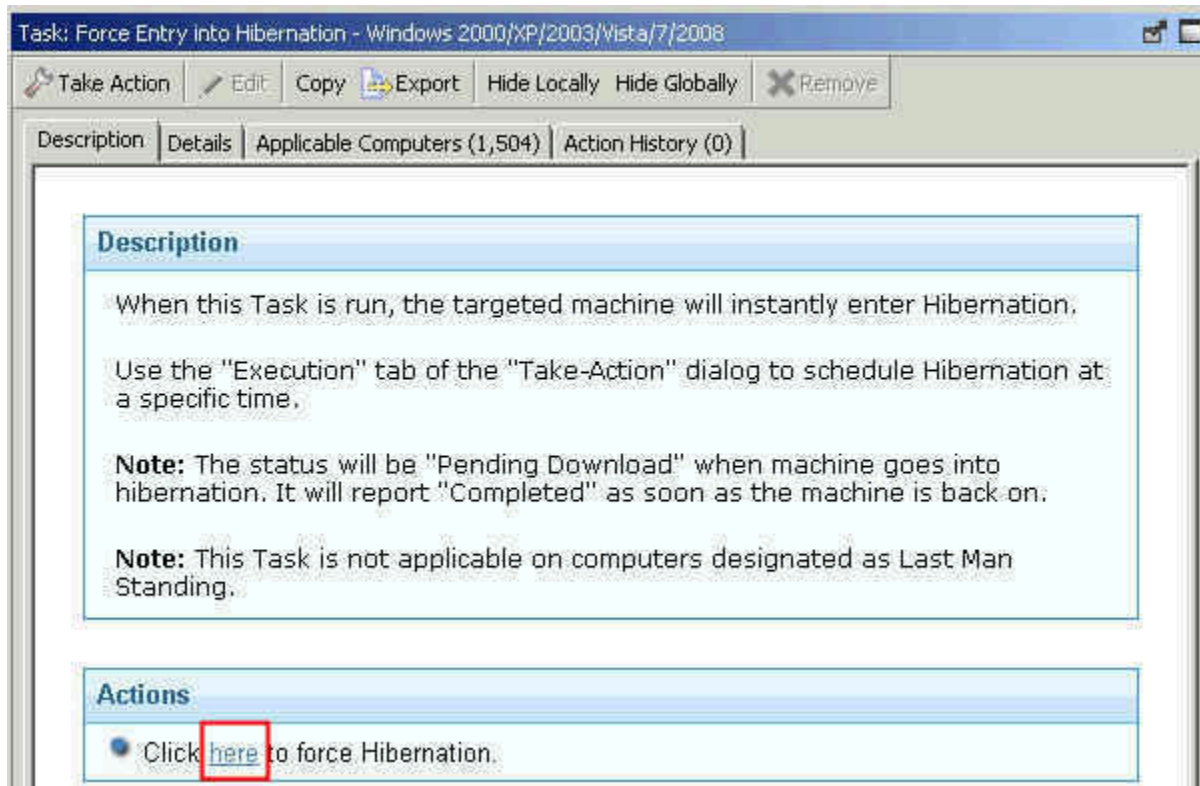 Task: Force Entry into Hibernation - Windows 2000/XP/2003/Vista/7/2008
Take Action Edit Copy Export Hide Locally Hide Globally Remove
Description Details Applicable Computers (1,504) Action History (0)
Description
When this Task is run, the targeted machine will instantly enter Hibernation.
Use the "Execution" tab of the "Take-Action" dialog to schedule Hibernation at
a specific time.
Note: The status will be "Pending Download" when machine goes into
hibernation. It will report "Completed" as soon as the machine is back on.
Note: This Task is not applicable on computers designated as Last Man
Standing.
Actions
Click here to force Hibernation.